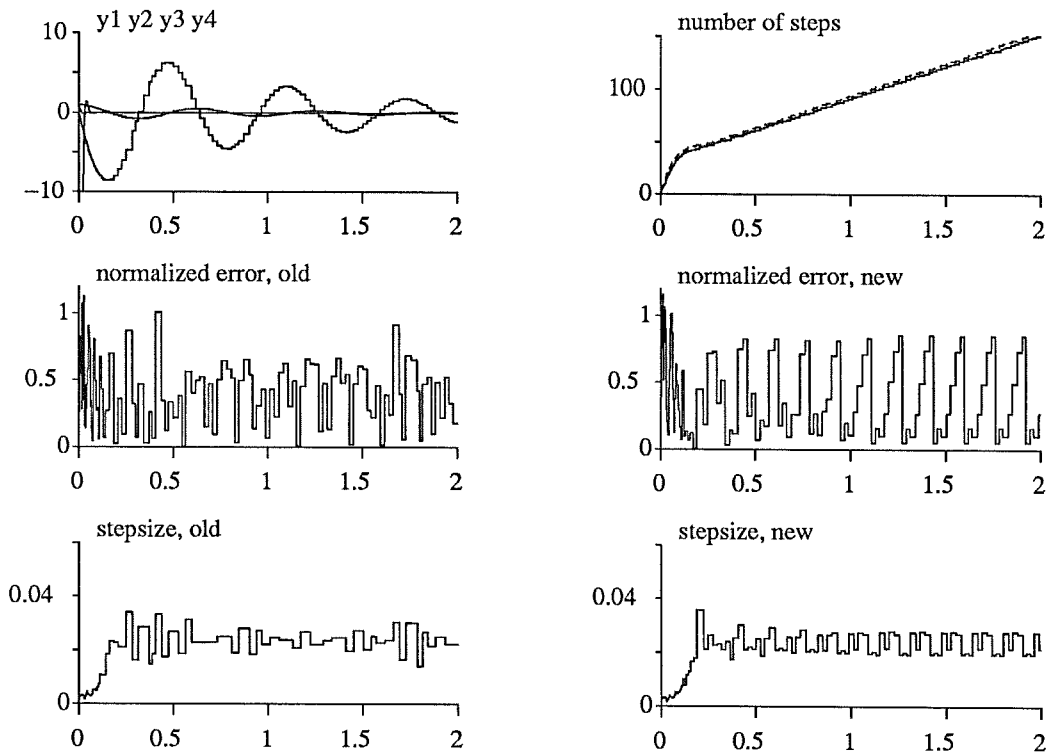 y1 y2 y3 y4
10
0
−10
0 0.5 1 1.5 2
number of steps
100
0
0 0.5 1 1.5 2
normalized error, old
1
0.5
0
0 0.5 1 1.5 2
normalized error, new
1
0.5
0
0 0.5 1 1.5 2
stepsize, old
0.04
0
0 0.5 1 1.5 2
stepsize, new
0.04
0
0 0.5 1 1.5 2